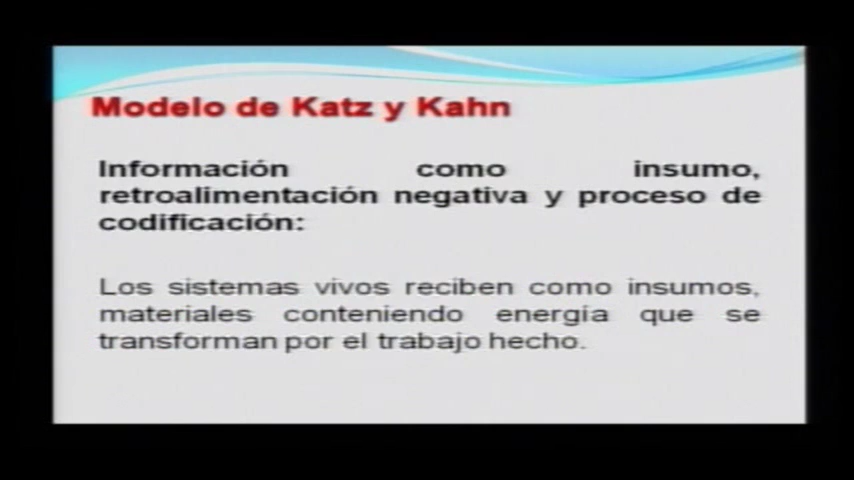 Modelo de Katz y Kahn
Información como insumo,
retroalimentación negativa y proceso de
codificación:
Los sistemas vivos reciben como insumos,
materiales conteniendo energía que se
transforman por el trabajo hecho.